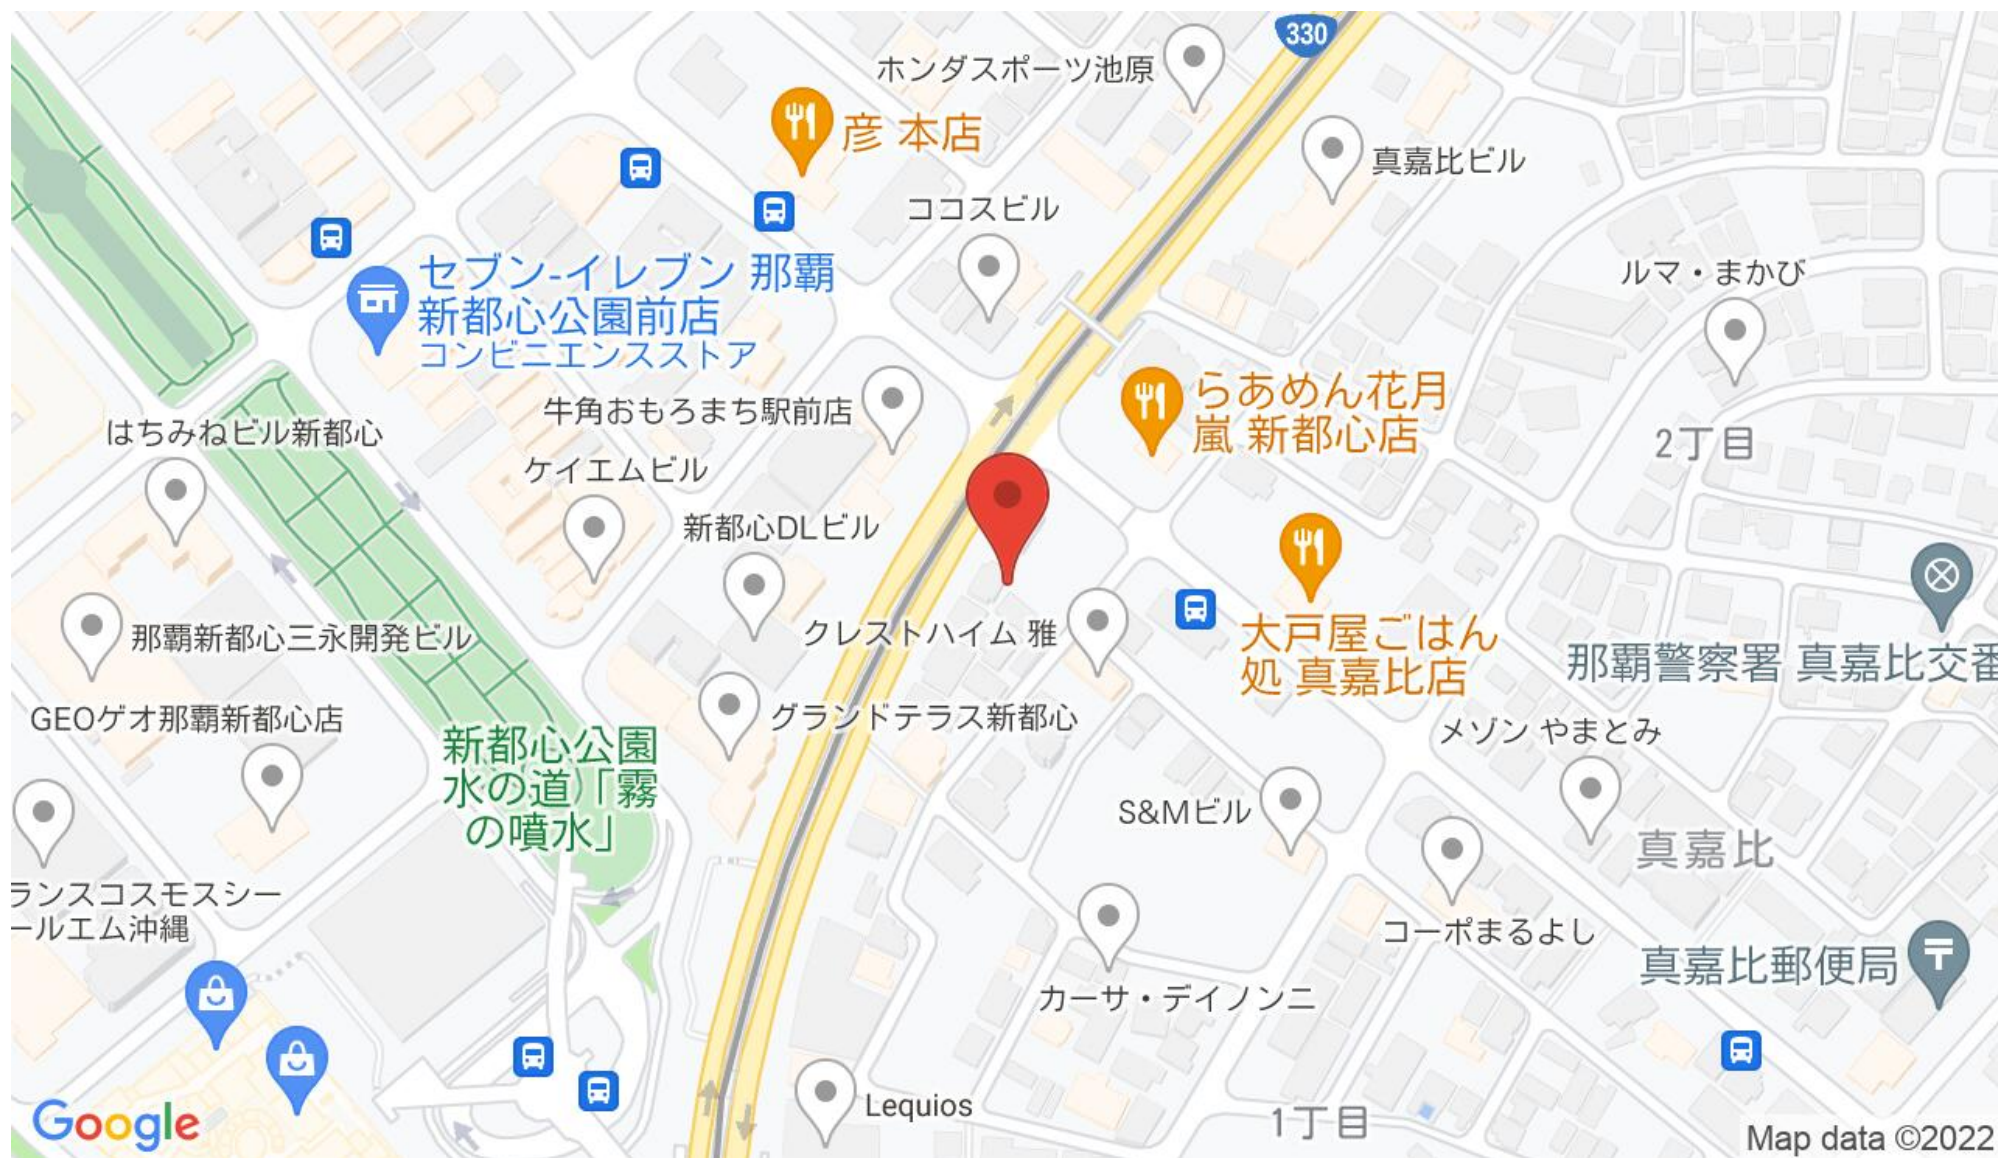 330
ホンダスポーツ池原
彦 本店
真嘉比ビル
ココスビル
セブン-イレブン 那覇
新都心公園前店
コンビニエンスストア
ルマ・まかび
らあめん花月
嵐 新都心店
牛角おもろまち駅前店
はちみねビル新都心
2丁目
ケイエムビル
新都心DLビル
クレストハイム 雅
大戸屋ごはん
処 真嘉比店
那覇新都心三永開発ビル
那覇警察署 真嘉比交番
GEOゲオ那覇新都心店
グランドテラス新都心
メゾン やまとみ
新都心公園
水の道「霧
の噴水」
S&Mビル
真嘉比
ランスコスモスシー
ールエム沖縄
コーポまるよし
真嘉比郵便局
カーサ・デイノンニ
Lequios
1丁目
Google
Map data ©2022